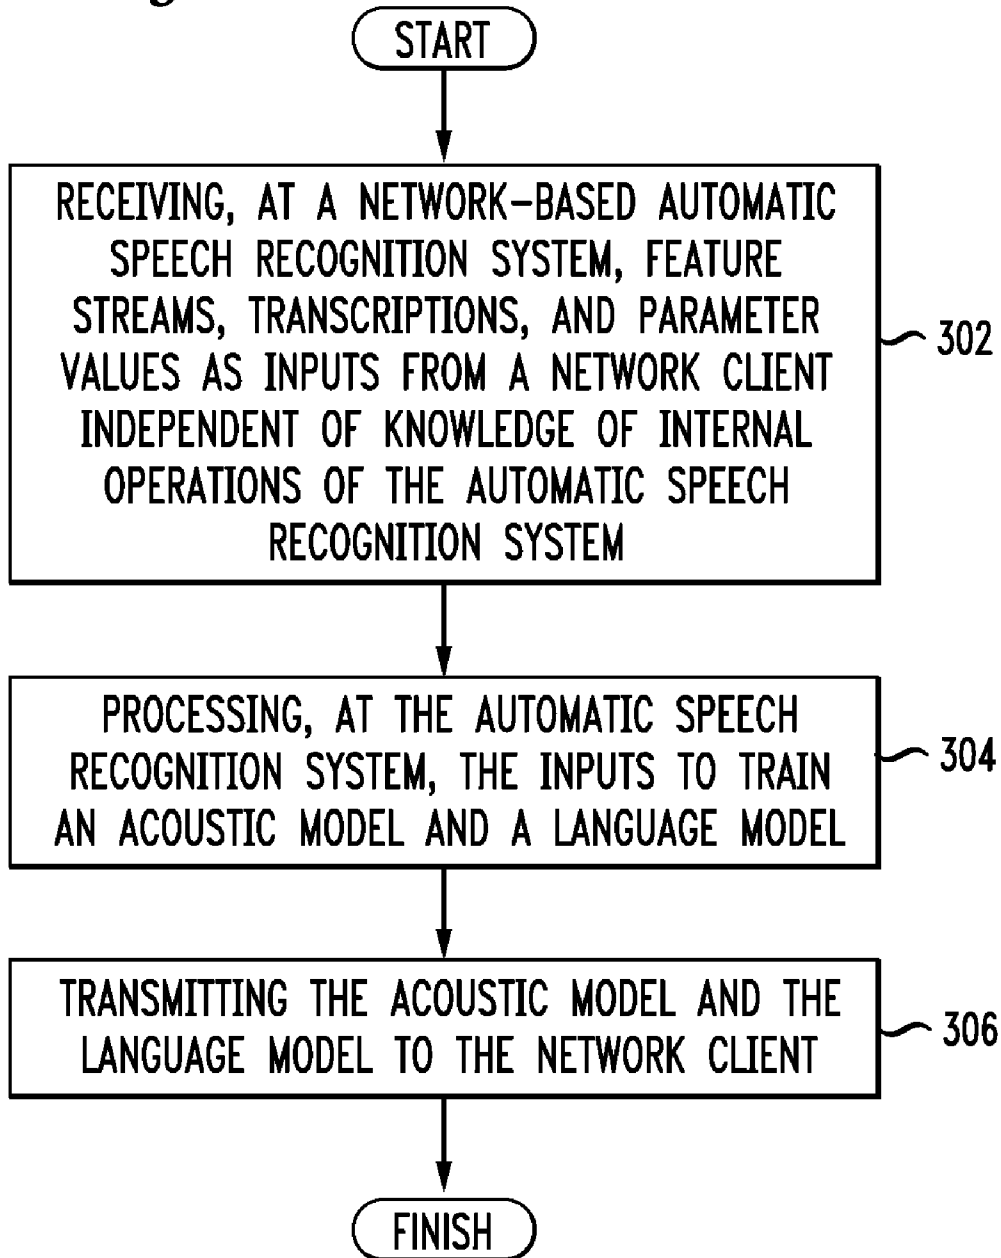 START
RECEIVING, AT A NETWORK-BASED AUTOMATIC
SPEECH RECOGNITION SYSTEM, FEATURE
STREAMS, TRANSCRIPTIONS, AND PARAMETER
VALUES AS INPUTS FROM A NETWORK CLIENT
INDEPENDENT OF KNOWLEDGE OF INTERNAL
OPERATIONS OF THE AUTOMATIC SPEECH
RECOGNITION SYSTEM
302
PROCESSING, AT THE AUTOMATIC SPEECH
RECOGNITION SYSTEM, THE INPUTS TO TRAIN
AN ACOUSTIC MODEL AND A LANGUAGE MODEL
304
TRANSMITTING THE ACOUSTIC MODEL AND THE
LANGUAGE MODEL TO THE NETWORK CLIENT
306
FINISH